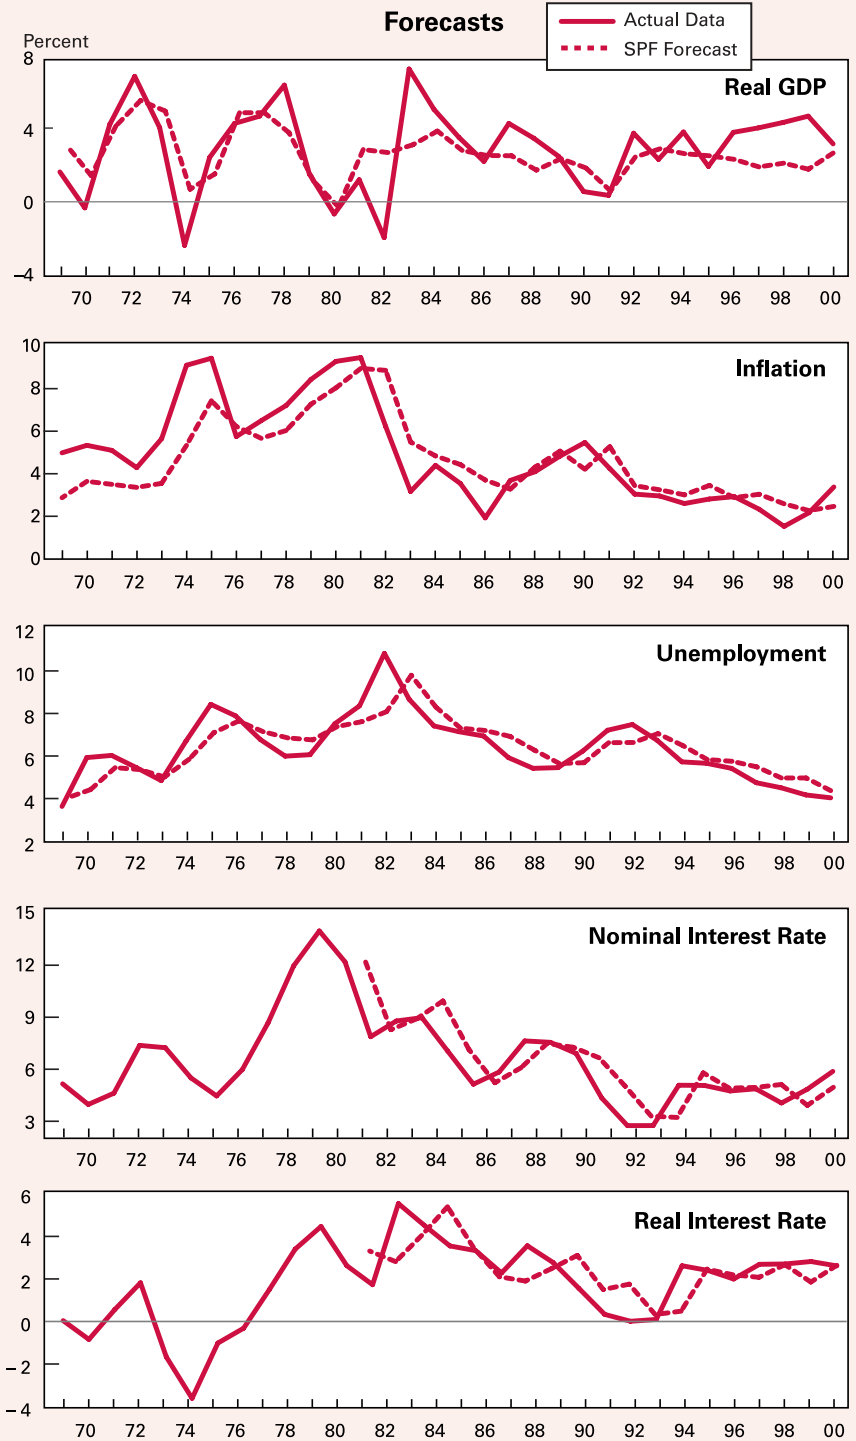 Forecasts
Actual Data
SPF Forecast
Percent
Real GDP
8
4
0
–4
70 72 74 76 78 80 82 84 86 88 90 92 94 96 98 00
Inflation
10
8
6
4
2
0
70 72 74 76 78 80 82 84 86 88 90 92 94 96 98 00
Unemployment
12
10
8
6
4
2
70 72 74 76 78 80 82 84 86 88 90 92 94 96 98 00
Nominal Interest Rate
15
12
9
6
3
70 72 74 76 78 80 82 84 86 88 90 92 94 96 98 00
Real Interest Rate
6
4
2
0
–2
–4
70 72 74 76 78 80 82 84 86 88 90 92 94 96 98 00